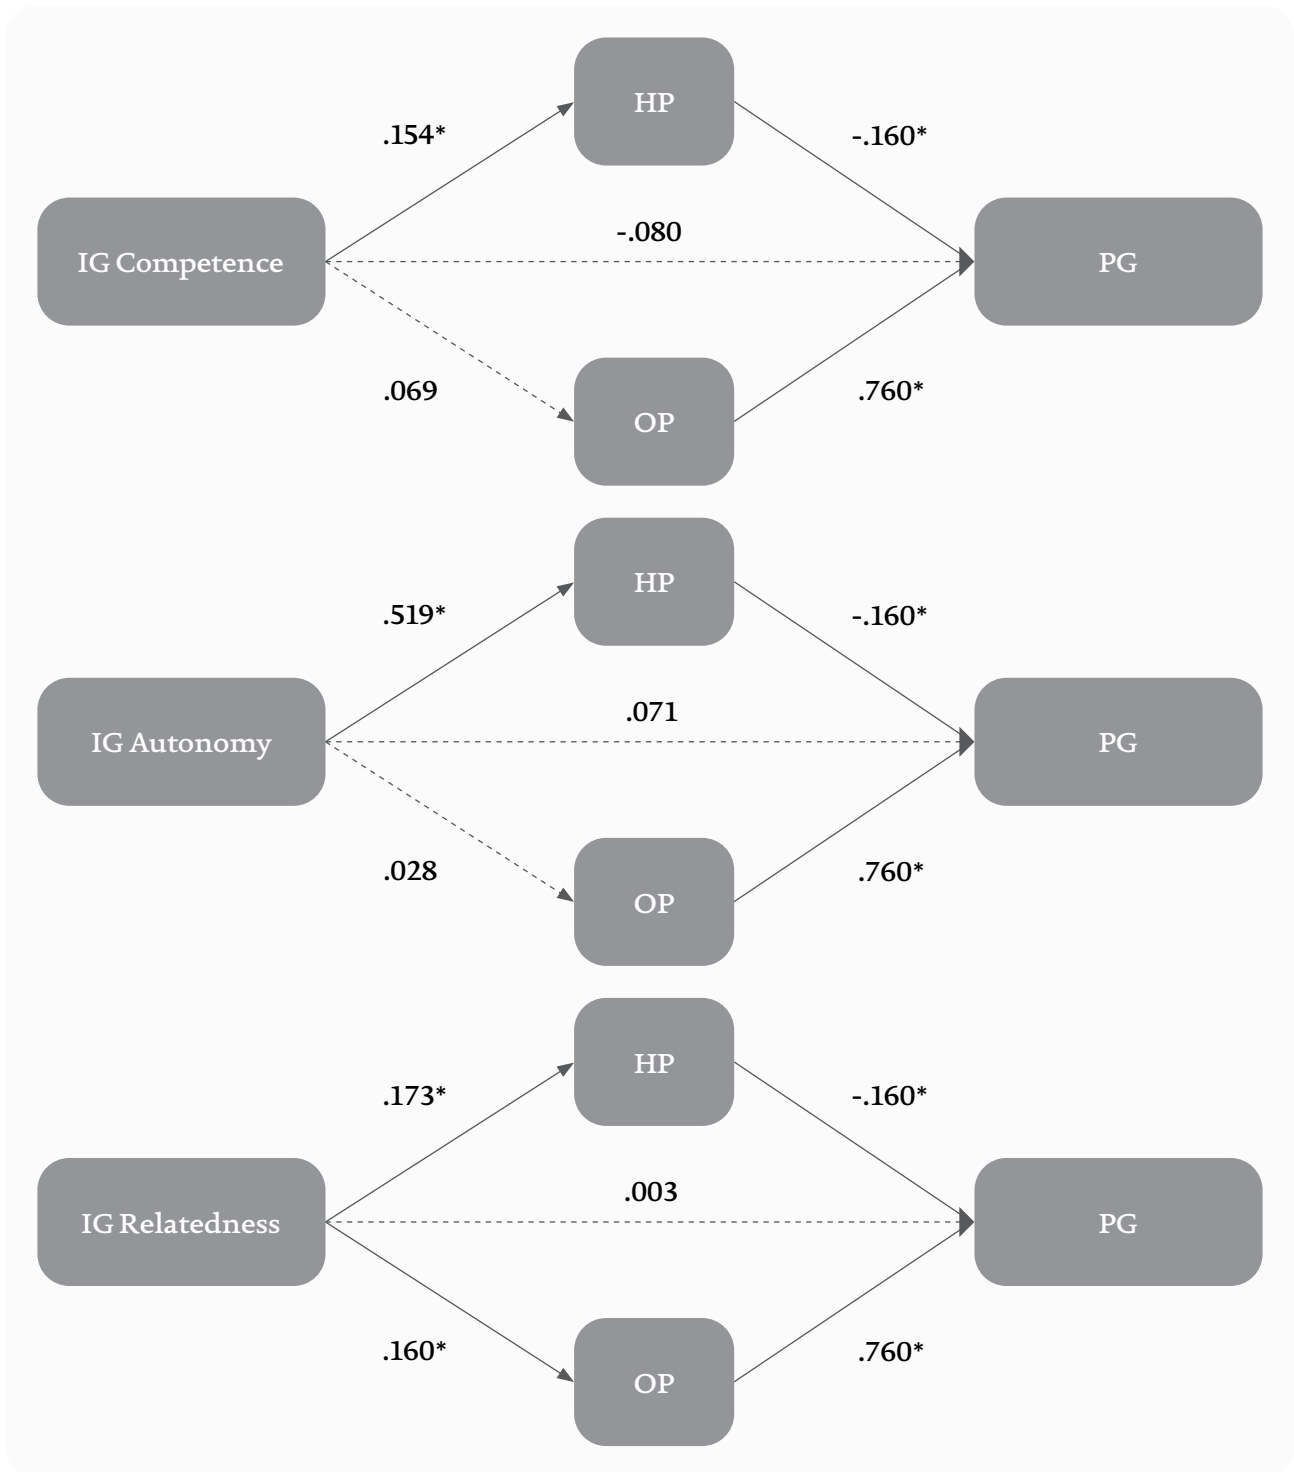 HP
.154*
-.160*
-.080
IG Competence
PG
.069
.760*
OP
HP
.519*
-.160*
.071
IG Autonomy
PG
.028
.760*
OP
HP
.173*
-.160*
.003
IG Relatedness
PG
.160*
.760*
OP